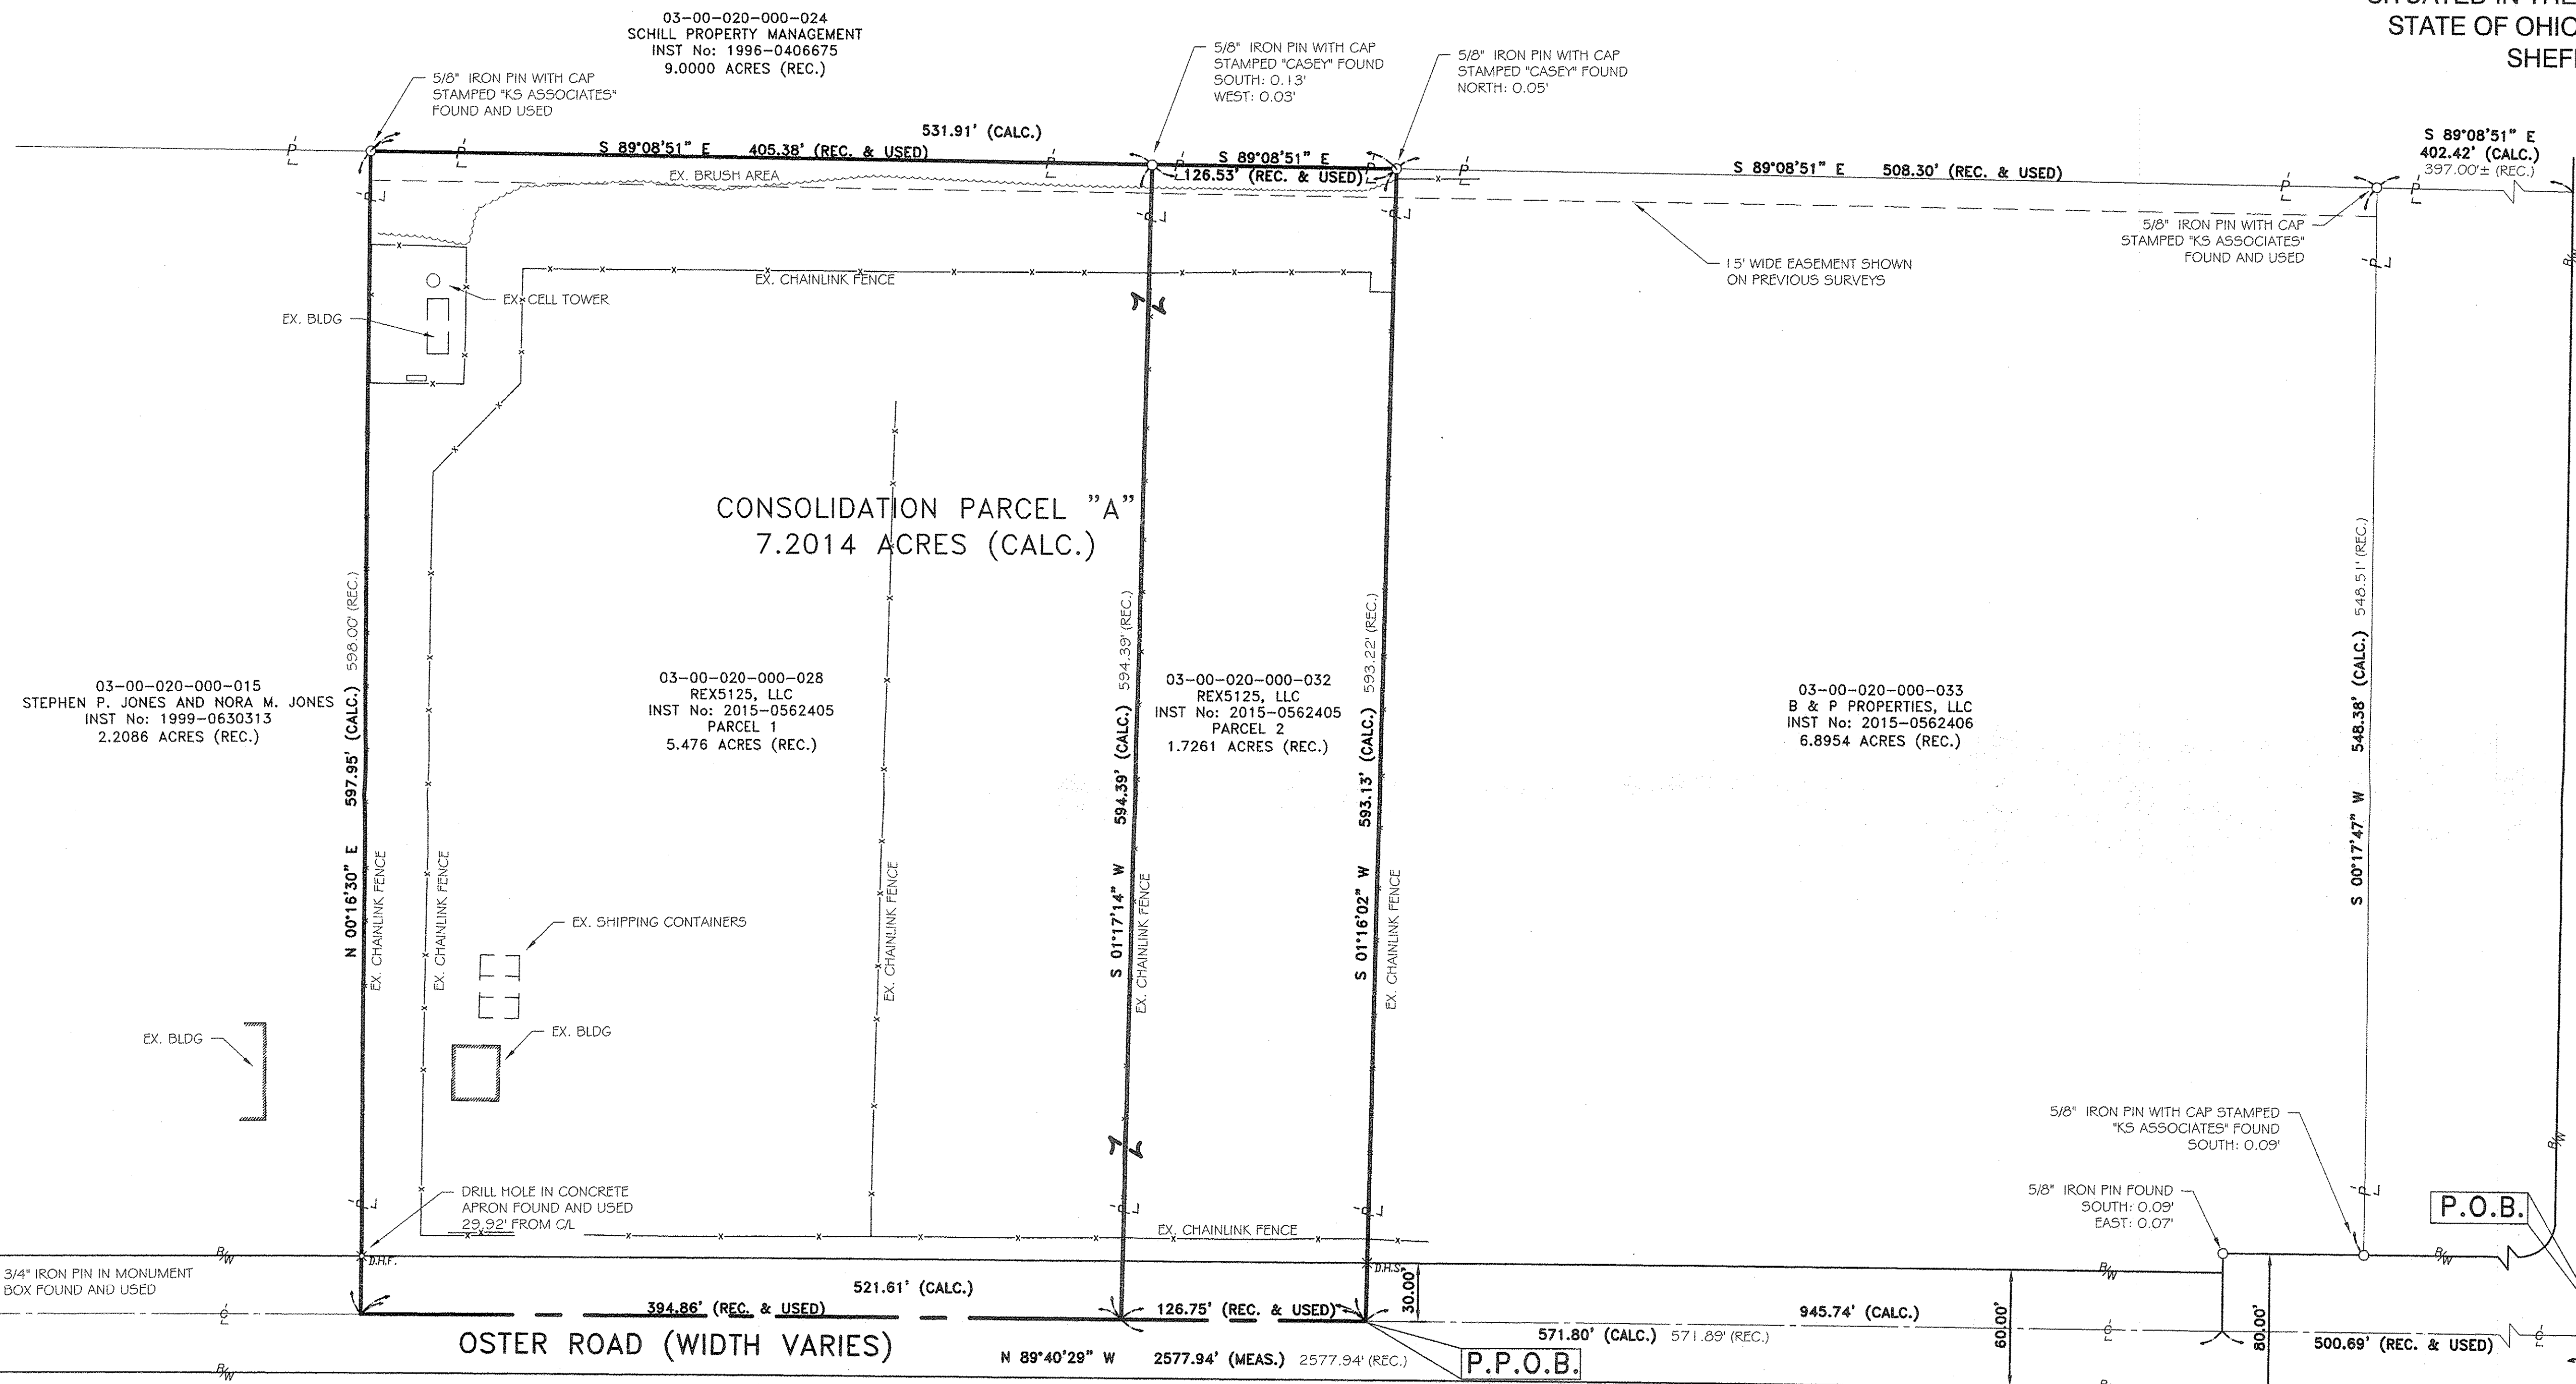 SITUATED IN THE
STATE OF OHIO
03-00-020-000-024
SCHILL PROPERTY MANAGEMENT
INST No: 1996-0406675
9.0000 ACRES (REC.)
5/8" IRON PIN WITH CAP
STAMPED "KS ASSOCIATES"
FOUND AND USED
5/8" IRON PIN WITH CAP
STAMPED "CASEY" FOUND
SOUTH: 0.13'
WEST: 0.03'
5/8" IRON PIN WITH CAP
STAMPED "CASEY" FOUND
NORTH: 0.05'
531.91' (CALC.)
S 89°08'51" E 405.38' (REC. & USED)
S 89°08'51" E
126.53' (REC. & USED)
S 89°08'51" E 508.30' (REC. & USED)
S 89°08'51" E
402.42' (CALC.)
397.00'± (REC.)
EX. BRUSH AREA
5/8" IRON PIN WITH CAP
STAMPED "KS ASSOCIATES"
FOUND AND USED
15' WIDE EASEMENT SHOWN
ON PREVIOUS SURVEYS
EX. CHAINLINK FENCE
EX. CELL TOWER
EX. BLDG
CONSOLIDATION PARCEL "A"
7.2014 ACRES (CALC.)
03-00-020-000-015
STEPHEN P. JONES AND NORA M. JONES
INST No: 1999-0630313
2.2086 ACRES (REC.)
N 00°16'30" E 597.95' (CALC.) 598.00' (REC.)
EX. CHAINLINK FENCE
EX. CHAINLINK FENCE
03-00-020-000-028
REX5125, LLC
INST No: 2015-0562405
PARCEL 1
5.476 ACRES (REC.)
EX. CHAINLINK FENCE
S 01°17'14" W 594.39' (CALC.) 594.39' (REC.)
EX. CHAINLINK FENCE
03-00-020-000-032
REX5125, LLC
INST No: 2015-0562405
PARCEL 2
1.7261 ACRES (REC.)
S 01°16'02" W 593.13' (CALC.) 593.22' (REC.)
EX. CHAINLINK FENCE
03-00-020-000-033
B & P PROPERTIES, LLC
INST No: 2015-0562406
6.8954 ACRES (REC.)
S 00°17'47" W 548.38' (CALC.) 548.51' (REC.)
EX. SHIPPING CONTAINERS
EX. BLDG
EX. BLDG
5/8" IRON PIN WITH CAP STAMPED
"KS ASSOCIATES" FOUND
SOUTH: 0.09'
5/8" IRON PIN FOUND
SOUTH: 0.09'
EAST: 0.07'
P.O.B.
DRILL HOLE IN CONCRETE
APRON FOUND AND USED
29.92' FROM C/L
EX. CHAINLINK FENCE
D.H.F.
D.H.S.
3/4" IRON PIN IN MONUMENT
BOX FOUND AND USED
521.61' (CALC.)
394.86' (REC. & USED)
126.75' (REC. & USED)
30.00'
945.74' (CALC.)
571.80' (CALC.) 571.89' (REC.)
60.00'
80.00'
500.69' (REC. & USED)
OSTER ROAD (WIDTH VARIES)
N 89°40'29" W 2577.94' (MEAS.) 2577.94' (REC.)
P.P.O.B.